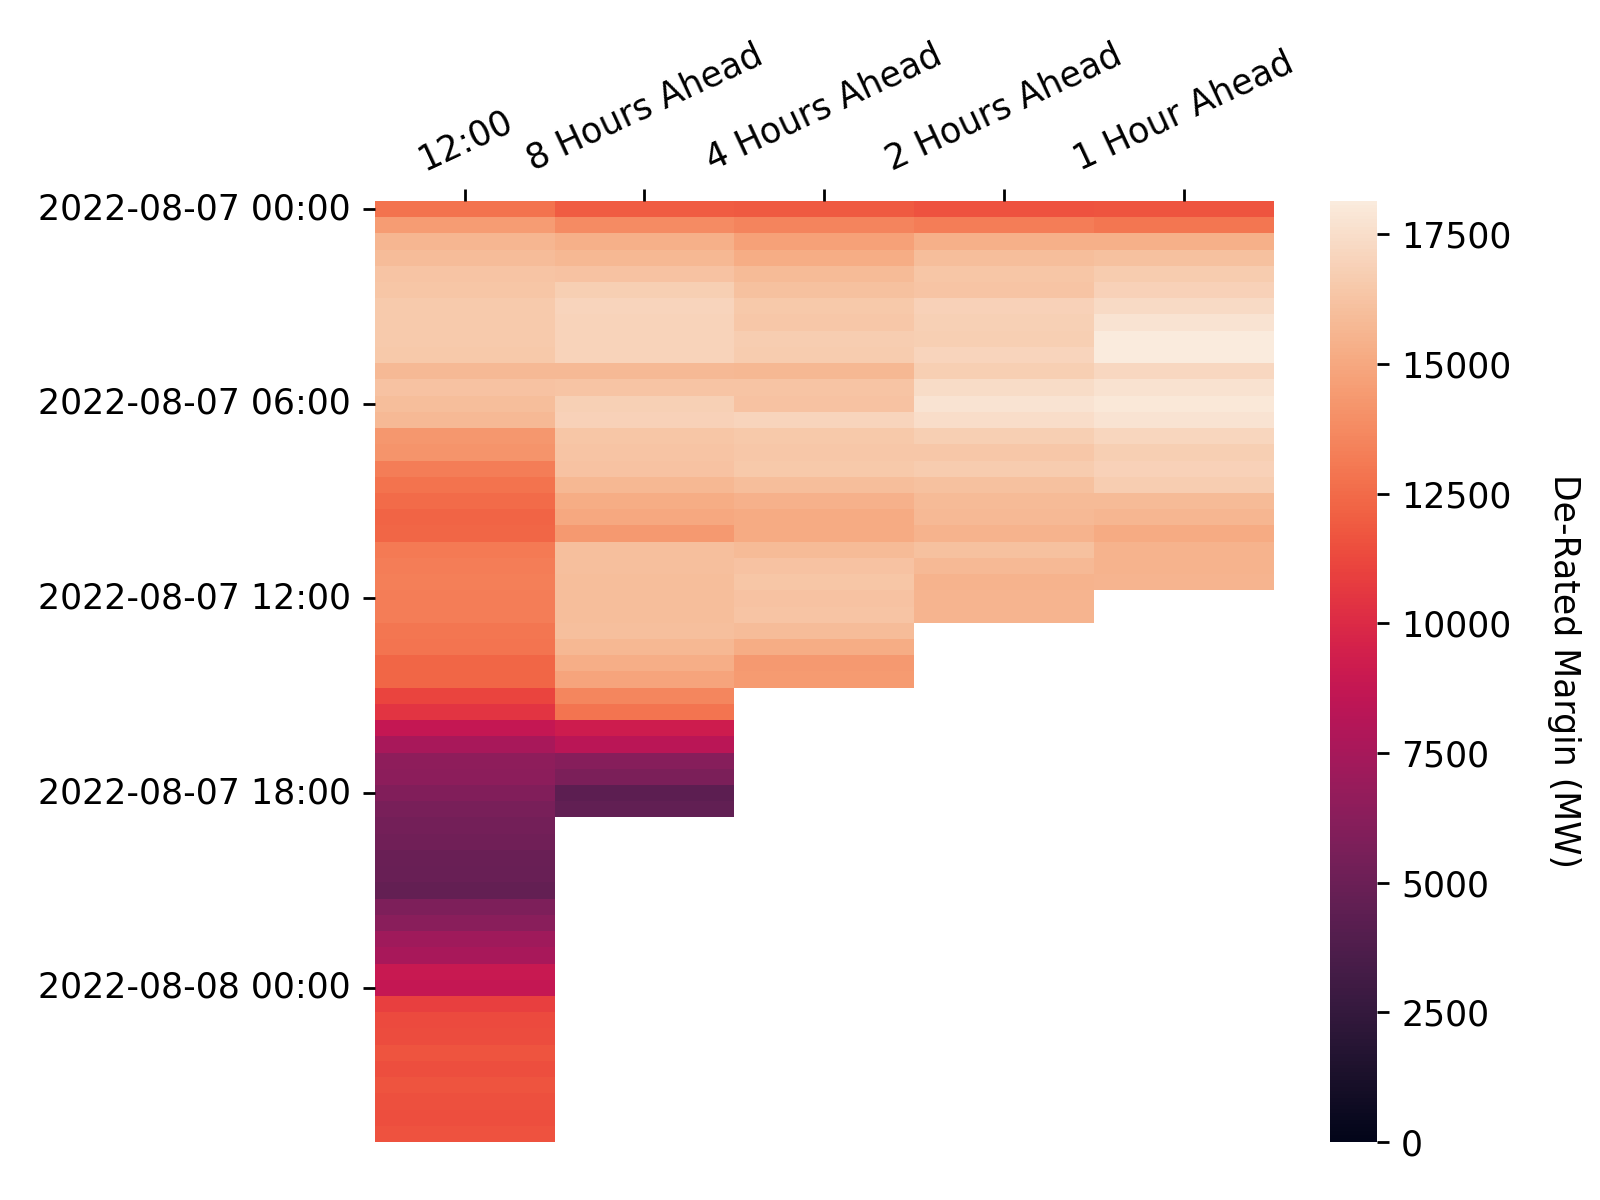 12:00
8 Hours Ahead
4 Hours Ahead
2 Hours Ahead
1 Hour Ahead
2022-08-07 00:00
2022-08-07 06:00
2022-08-07 12:00
2022-08-07 18:00
2022-08-08 00:00
17500
15000
12500
10000
7500
5000
2500
0
De-Rated Margin (MW)